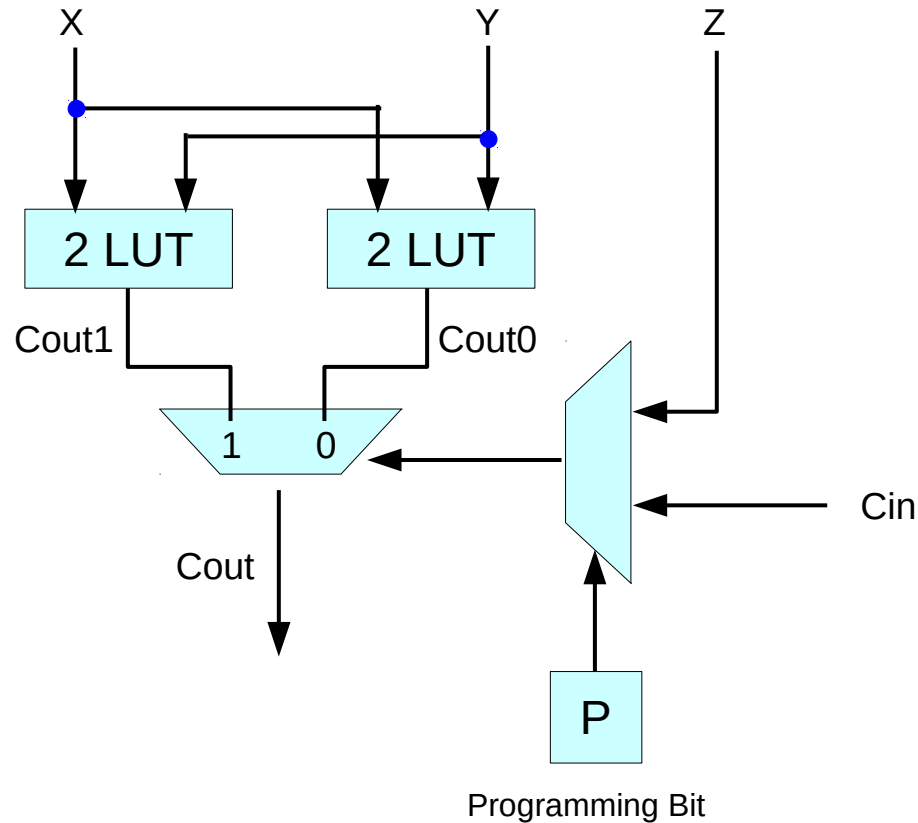 X
Y
Z
2 LUT
2 LUT
Cout1
Cout0
1
0
Cin
Cout
P
Programming Bit